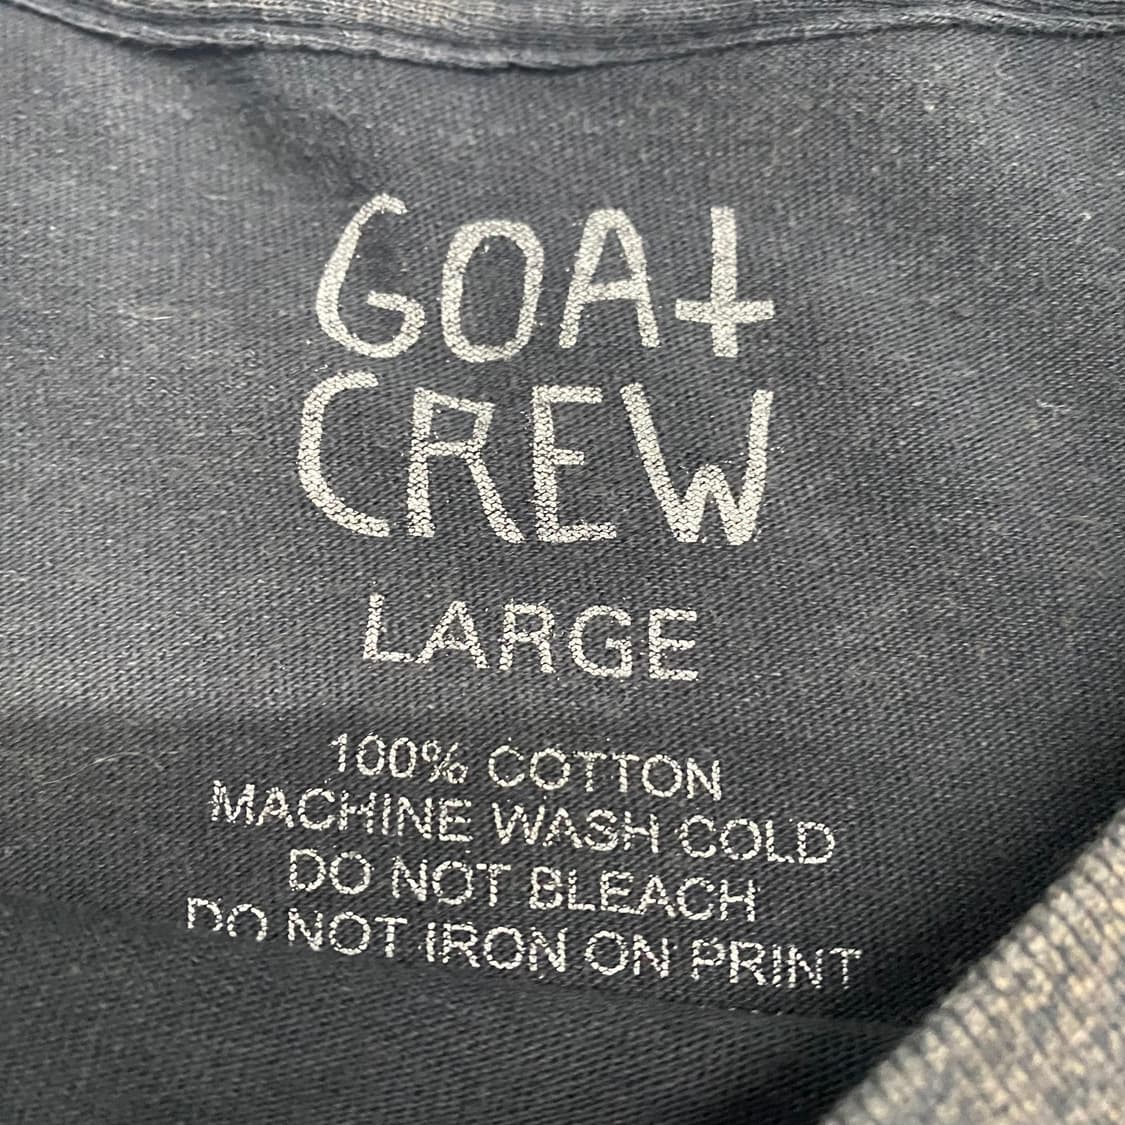 GOAT
CREW
LARGE
100% COTTON
MACHINE WASH COLD
DO NOT BLEACH
DO NOT IRON ON PRINT